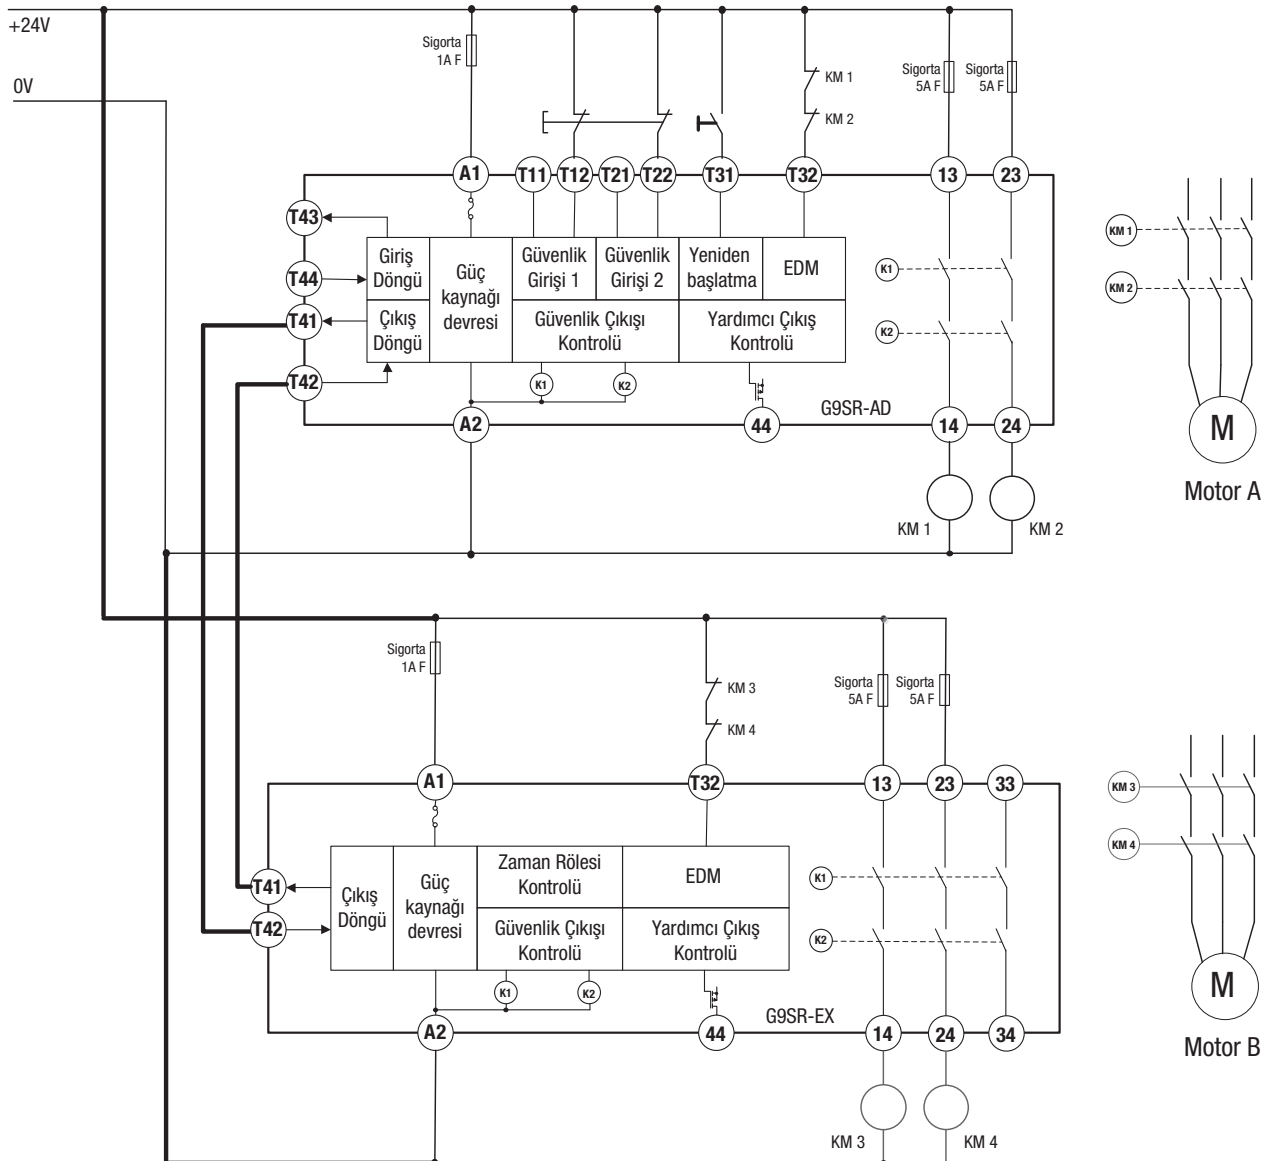 +24V
0V
Sigorta
1A F
KM 1
KM 2
Sigorta
5A F
Sigorta
5A F
A1
T11
T12
T21
T22
T31
T32
13
23
T43
T44
T41
T42
Giriş
Döngü
Çıkış
Döngü
Güç
kaynağı
devresi
Güvenlik
Girişi 1
Güvenlik
Girişi 2
Yeniden
başlatma
EDM
Güvenlik Çıkışı
Kontrolü
Yardımcı Çıkış
Kontrolü
K1
K2
K1
K2
G9SR-AD
A2
44
14
24
KM 1
KM 2
KM 1
KM 2
M
Motor A
Sigorta
1A F
KM 3
KM 4
Sigorta
5A F
Sigorta
5A F
A1
T32
13
23
33
T41
T42
Çıkış
Döngü
Güç
kaynağı
devresi
Zaman Rölesi
Kontrolü
EDM
Güvenlik Çıkışı
Kontrolü
Yardımcı Çıkış
Kontrolü
K1
K2
K1
K2
G9SR-EX
A2
44
14
24
34
KM 3
KM 4
KM 3
KM 4
M
Motor B